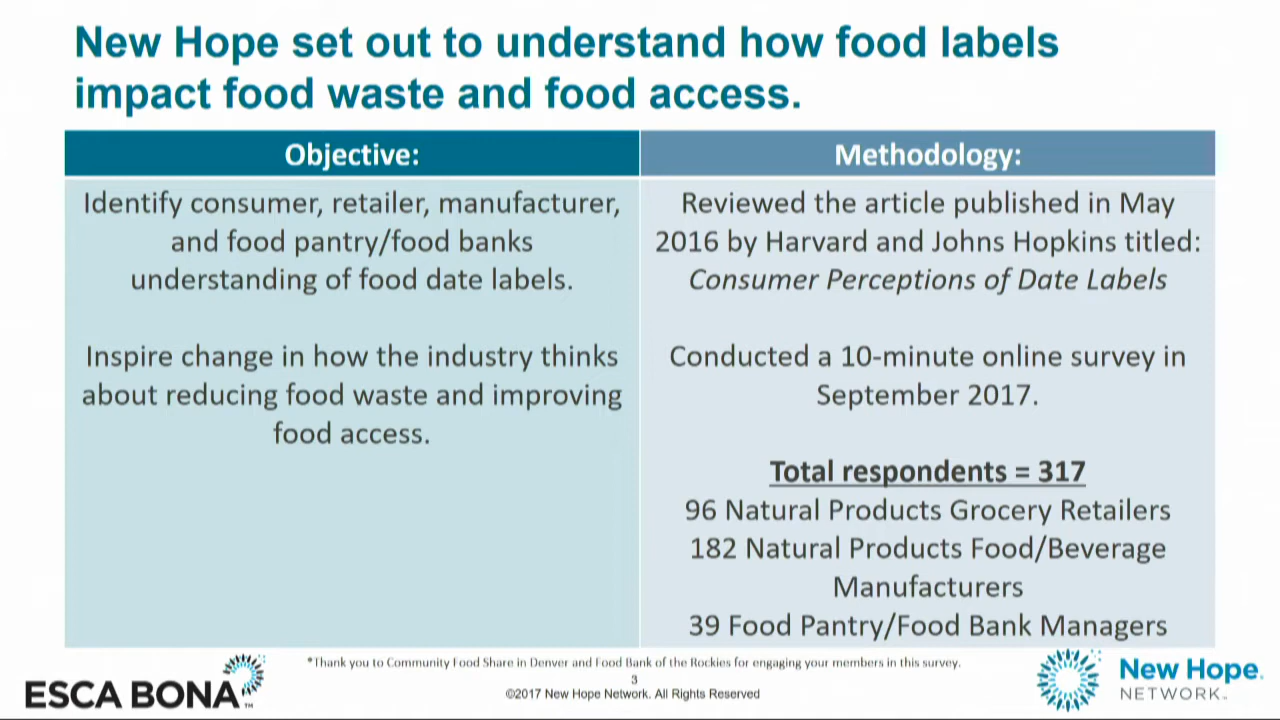 New Hope set out to understand how food labels
impact food waste and food access.
Objective:
Identify consumer, retailer, manufacturer,
and food pantry/food banks
understanding of food date labels.
Inspire change in how the industry thinks
about reducing food waste and improving
food access.
Methodology:
Reviewed the article published in May
2016 by Harvard and Johns Hopkins titled:
Consumer Perceptions of Date Labels
Conducted a 10-minute online survey in
September 2017.
Total respondents = 317
96 Natural Products Grocery Retailers
182 Natural Products Food/Beverage
Manufacturers
39 Food Pantry/Food Bank Managers
*Thank you to Community Food Share in Denver and Food Bank of the Rockies for engaging your members in this survey.
3
©2017 New Hope Network. All Rights Reserved
ESCA BONA™
New Hope.
NETWORK™